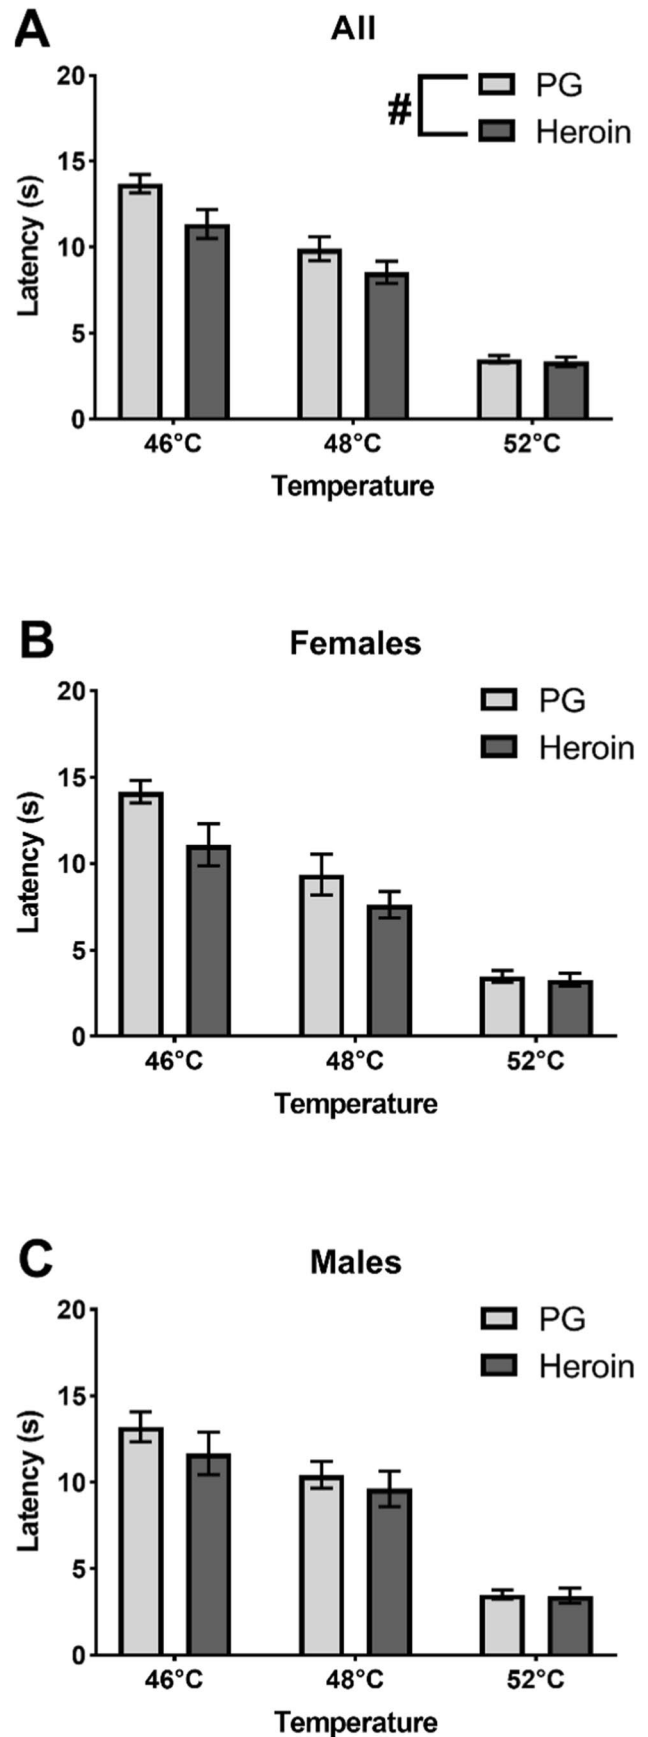 A
All
20
# PG
Heroin
15
10
5
0
Latency (s)
46°C 48°C 52°C
Temperature
B
Females
20
PG
Heroin
15
10
5
0
Latency (s)
46°C 48°C 52°C
Temperature
C
Males
20
PG
Heroin
15
10
5
0
Latency (s)
46°C 48°C 52°C
Temperature